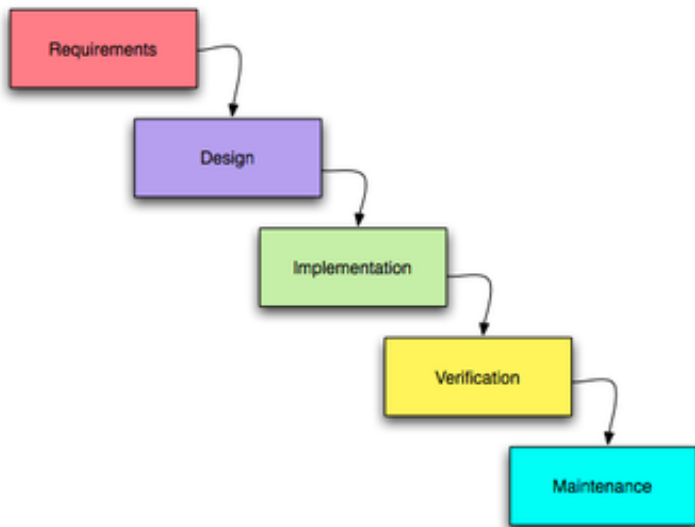 Requirements
Design
Implementation
Verification
Maintenance